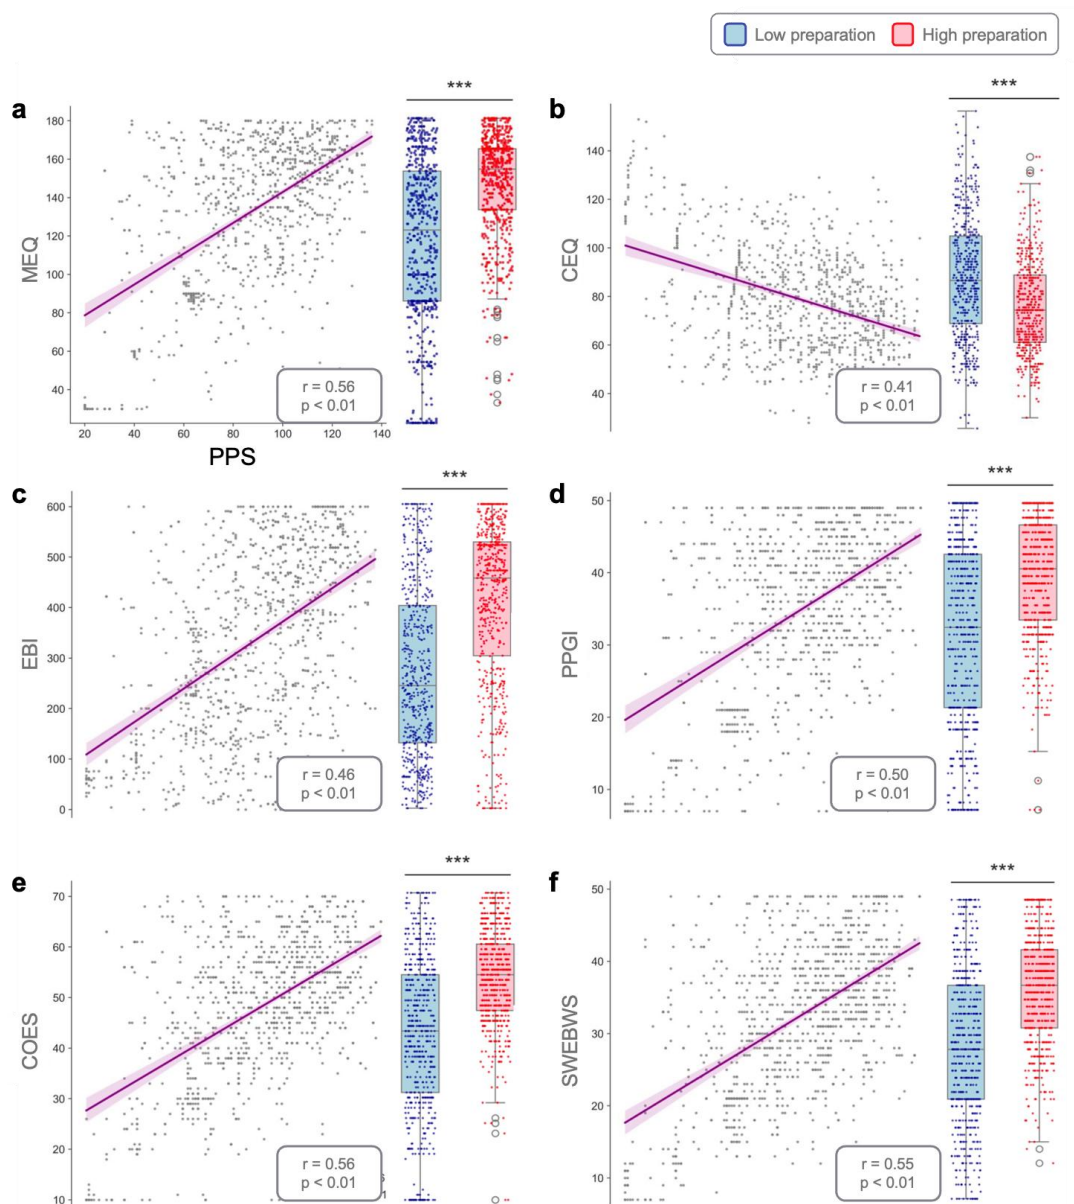 Low preparation High preparation
a *** b ***
180
160
140
120
100
80
60
40
MEQ
r = 0.56
p < 0.01
20 40 60 80 100 120 140
PPS
140
120
100
80
60
40
CEQ
r = 0.41
p < 0.01
c *** d ***
600
500
400
300
200
100
0
EBI
r = 0.46
p < 0.01
50
40
30
20
10
PPGI
r = 0.50
p < 0.01
e *** f ***
70
60
50
40
30
20
10
COES
r = 0.56
p < 0.01
50
40
30
20
10
SWEBWS
r = 0.55
p < 0.01